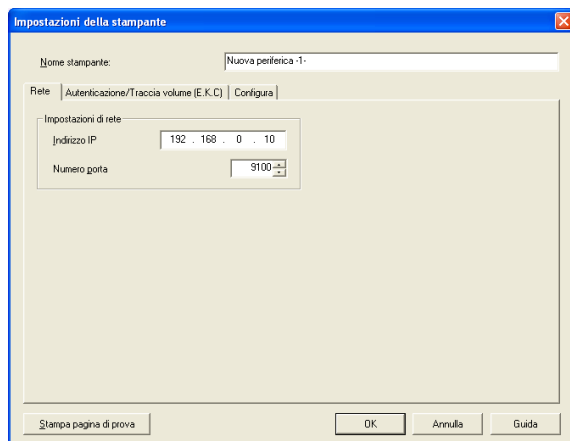 Impostazioni della stampante
Nome stampante: Nuova periferica -1-
Rete Autenticazione/Traccia volume (E.K.C) Configura
Impostazioni di rete
Indirizzo IP 192 . 168 . 0 . 10
Numero porta 9100
Stampa pagina di prova OK Annulla Guida